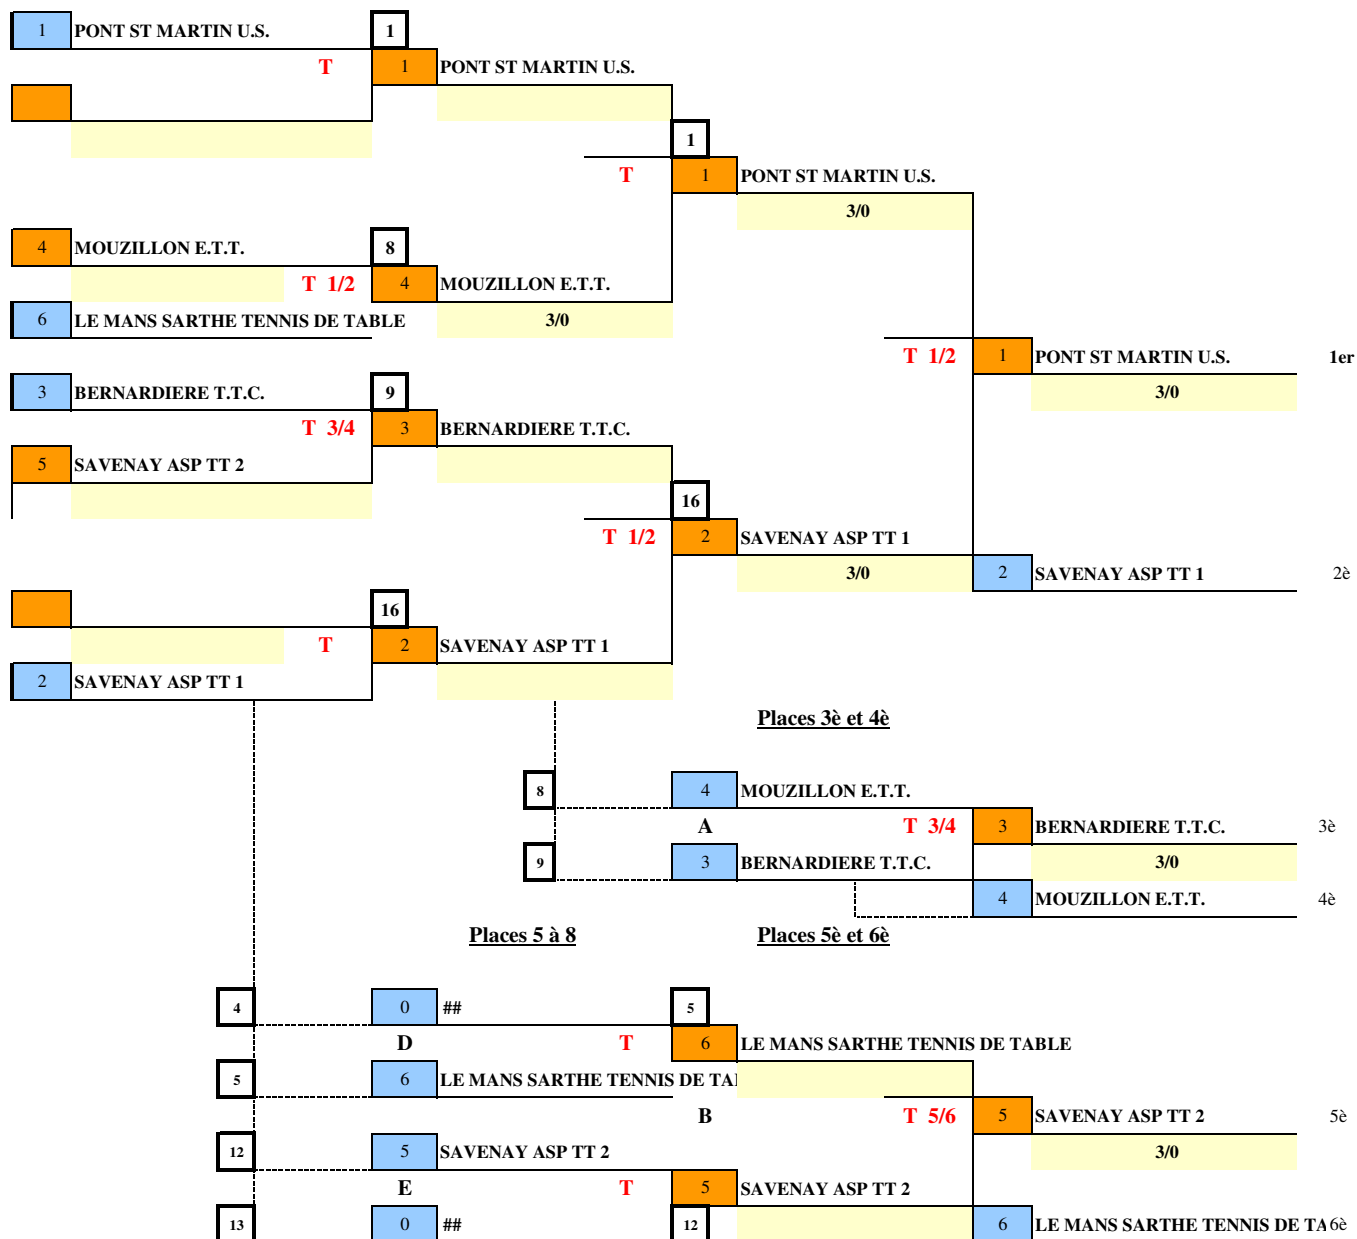 1 PONT ST MARTIN U.S. 1
T 1 PONT ST MARTIN U.S.
1
T 1 PONT ST MARTIN U.S.
3/0
4 MOUZILLON E.T.T. 8
T 1/2 4 MOUZILLON E.T.T.
6 LE MANS SARTHE TENNIS DE TABLE 3/0
T 1/2 1 PONT ST MARTIN U.S. 1er
3 BERNARDIERE T.T.C. 9 3/0
T 3/4 3 BERNARDIERE T.T.C.
5 SAVENAY ASP TT 2
16
T 1/2 2 SAVENAY ASP TT 1
3/0 2 SAVENAY ASP TT 1 2è
16
T 2 SAVENAY ASP TT 1
2 SAVENAY ASP TT 1
Places 3è et 4è
8 4 MOUZILLON E.T.T.
A T 3/4 3 BERNARDIERE T.T.C. 3è
9 3 BERNARDIERE T.T.C. 3/0
4 MOUZILLON E.T.T. 4è
Places 5 à 8 Places 5è et 6è
4 0 ## 5
D T 6 LE MANS SARTHE TENNIS DE TABLE
5 6 LE MANS SARTHE TENNIS DE TA
B T 5/6 5 SAVENAY ASP TT 2 5è
12 5 SAVENAY ASP TT 2 3/0
E T 5 SAVENAY ASP TT 2
13 0 ## 12 6 LE MANS SARTHE TENNIS DE TA 6è